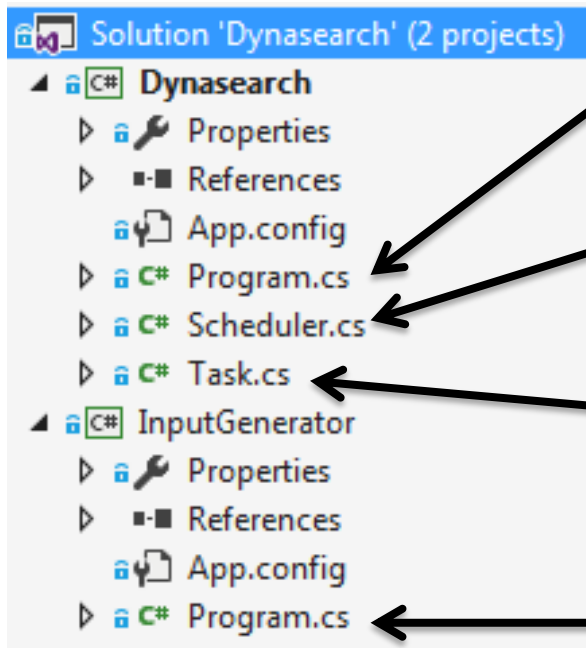 Solution 'Dynasearch' (2 projects)
C# Dynasearch
Properties
References
App.config
C# Program.cs
C# Scheduler.cs
C# Task.cs
C# InputGenerator
Properties
References
App.config
C# Program.cs